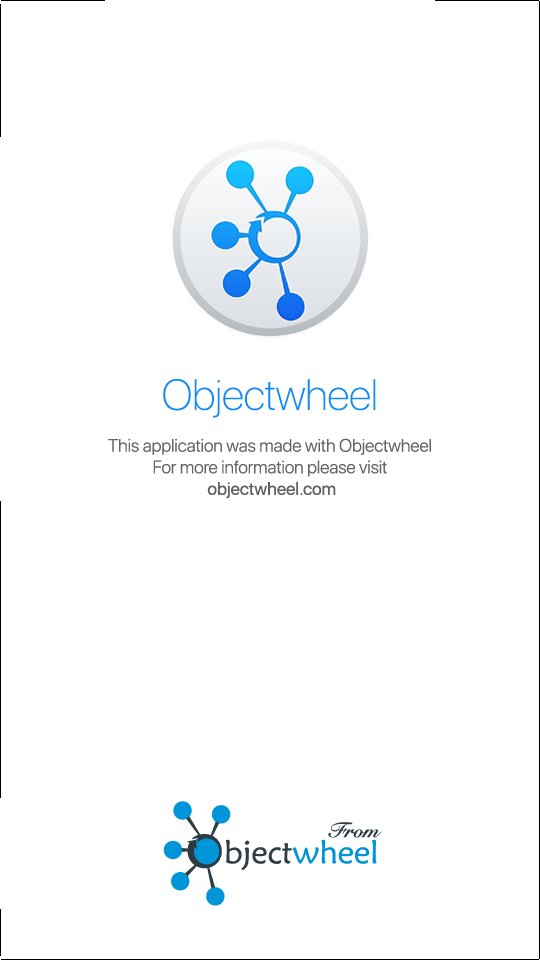 Objectwheel
This application was made with Objectwheel
For more information please visit
objectwheel.com
From
Objectwheel